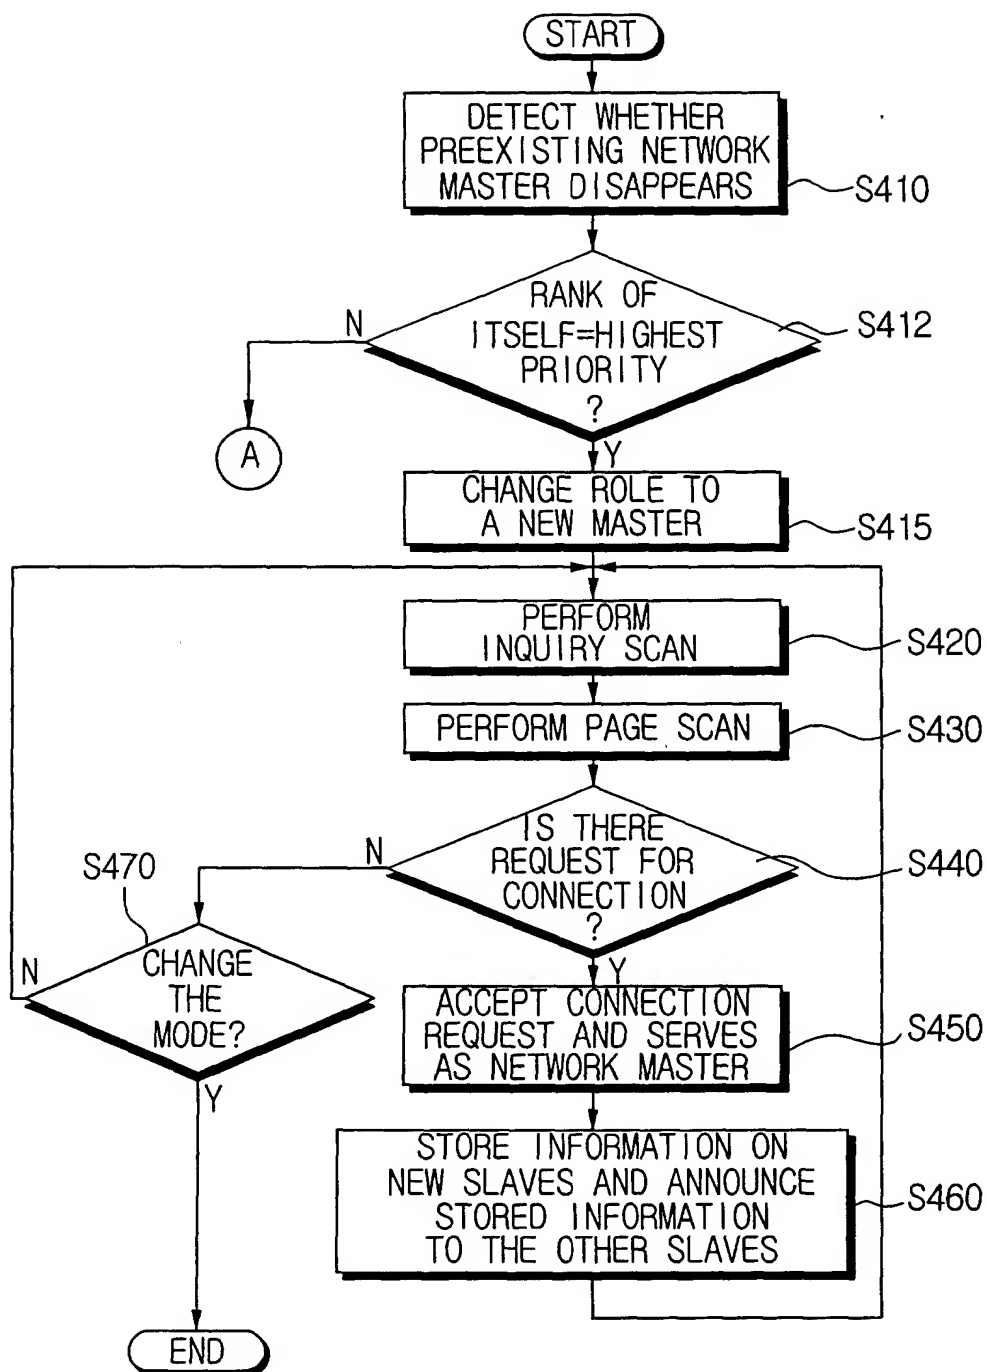 START
DETECT WHETHER
PREEXISTING NETWORK
MASTER DISAPPEARS
S410
RANK OF
ITSELF=HIGHEST
PRIORITY
?
S412
N
A
Y
CHANGE ROLE TO
A NEW MASTER
S415
PERFORM
INQUIRY SCAN
S420
PERFORM PAGE SCAN
S430
IS THERE
REQUEST FOR
CONNECTION
?
S440
N
S470
CHANGE
THE
MODE?
N
Y
Y
ACCEPT CONNECTION
REQUEST AND SERVES
AS NETWORK MASTER
S450
STORE INFORMATION ON
NEW SLAVES AND ANNOUNCE
STORED INFORMATION
TO THE OTHER SLAVES
S460
END